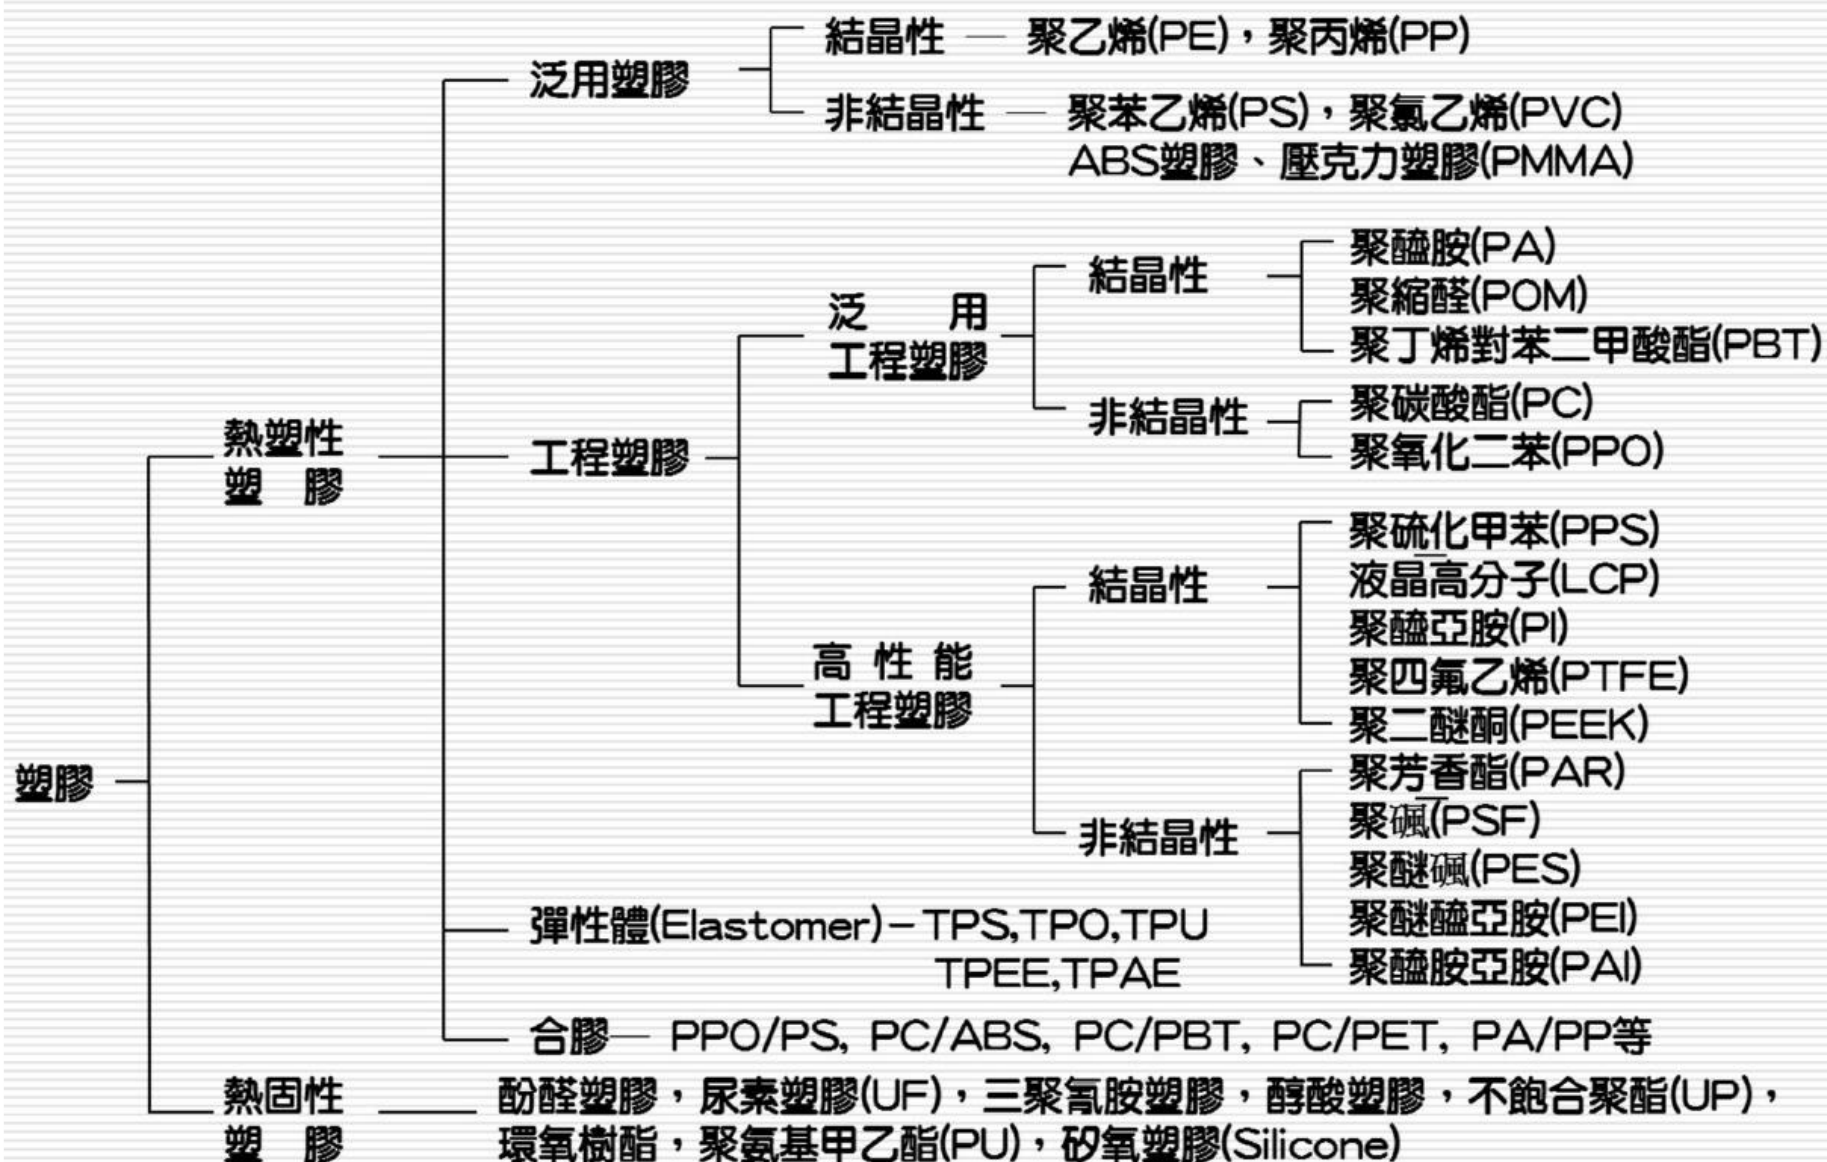 結晶性 — 聚乙烯(PE)，聚丙烯(PP)
泛用塑膠
非結晶性 — 聚苯乙烯(PS)，聚氯乙烯(PVC)
ABS塑膠、壓克力塑膠(PMMA)
聚醯胺(PA)
結晶性
聚縮醛(POM)
泛 用
工程塑膠
聚丁烯對苯二甲酸酯(PBT)
非結晶性
聚碳酸酯(PC)
聚氧化二苯(PPO)
熱塑性
塑 膠
工程塑膠
聚硫化甲苯(PPS)
結晶性
液晶高分子(LCP)
聚醯亞胺(PI)
高 性 能
工程塑膠
聚四氟乙烯(PTFE)
聚二醚酮(PEEK)
塑膠
聚芳香酯(PAR)
非結晶性
聚碸(PSF)
聚醚碸(PES)
聚醚醯亞胺(PEI)
聚醯胺亞胺(PAI)
彈性體(Elastomer)－TPS,TPO,TPU
TPEE,TPAE
合膠— PPO/PS, PC/ABS, PC/PBT, PC/PET, PA/PP等
熱固性
塑 膠
酚醛塑膠，尿素塑膠(UF)，三聚氰胺塑膠，醇酸塑膠，不飽合聚酯(UP)，
環氧樹酯，聚氨基甲乙酯(PU)，矽氧塑膠(Silicone)